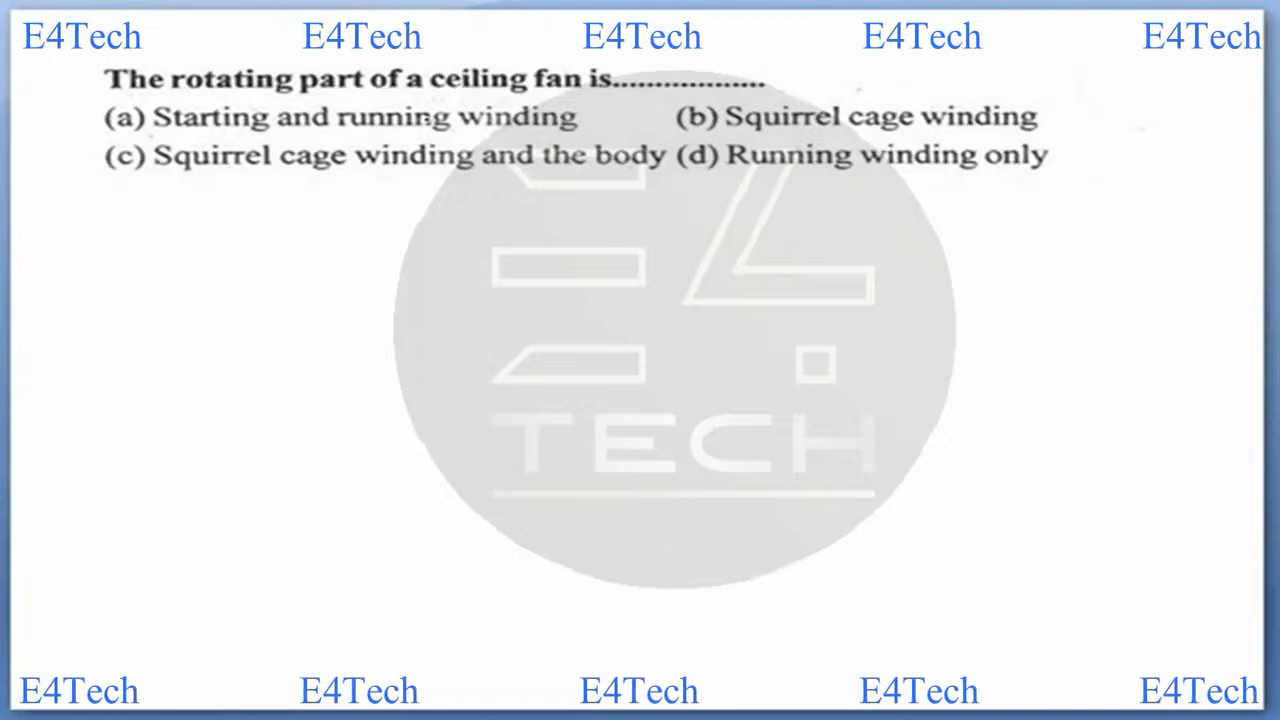 E4Tech E4Tech E4Tech E4Tech E4Tech
The rotating part of a ceiling fan is..................
(a) Starting and running winding (b) Squirrel cage winding
(c) Squirrel cage winding and the body (d) Running winding only
E4
TECH
E4Tech E4Tech E4Tech E4Tech E4Tech